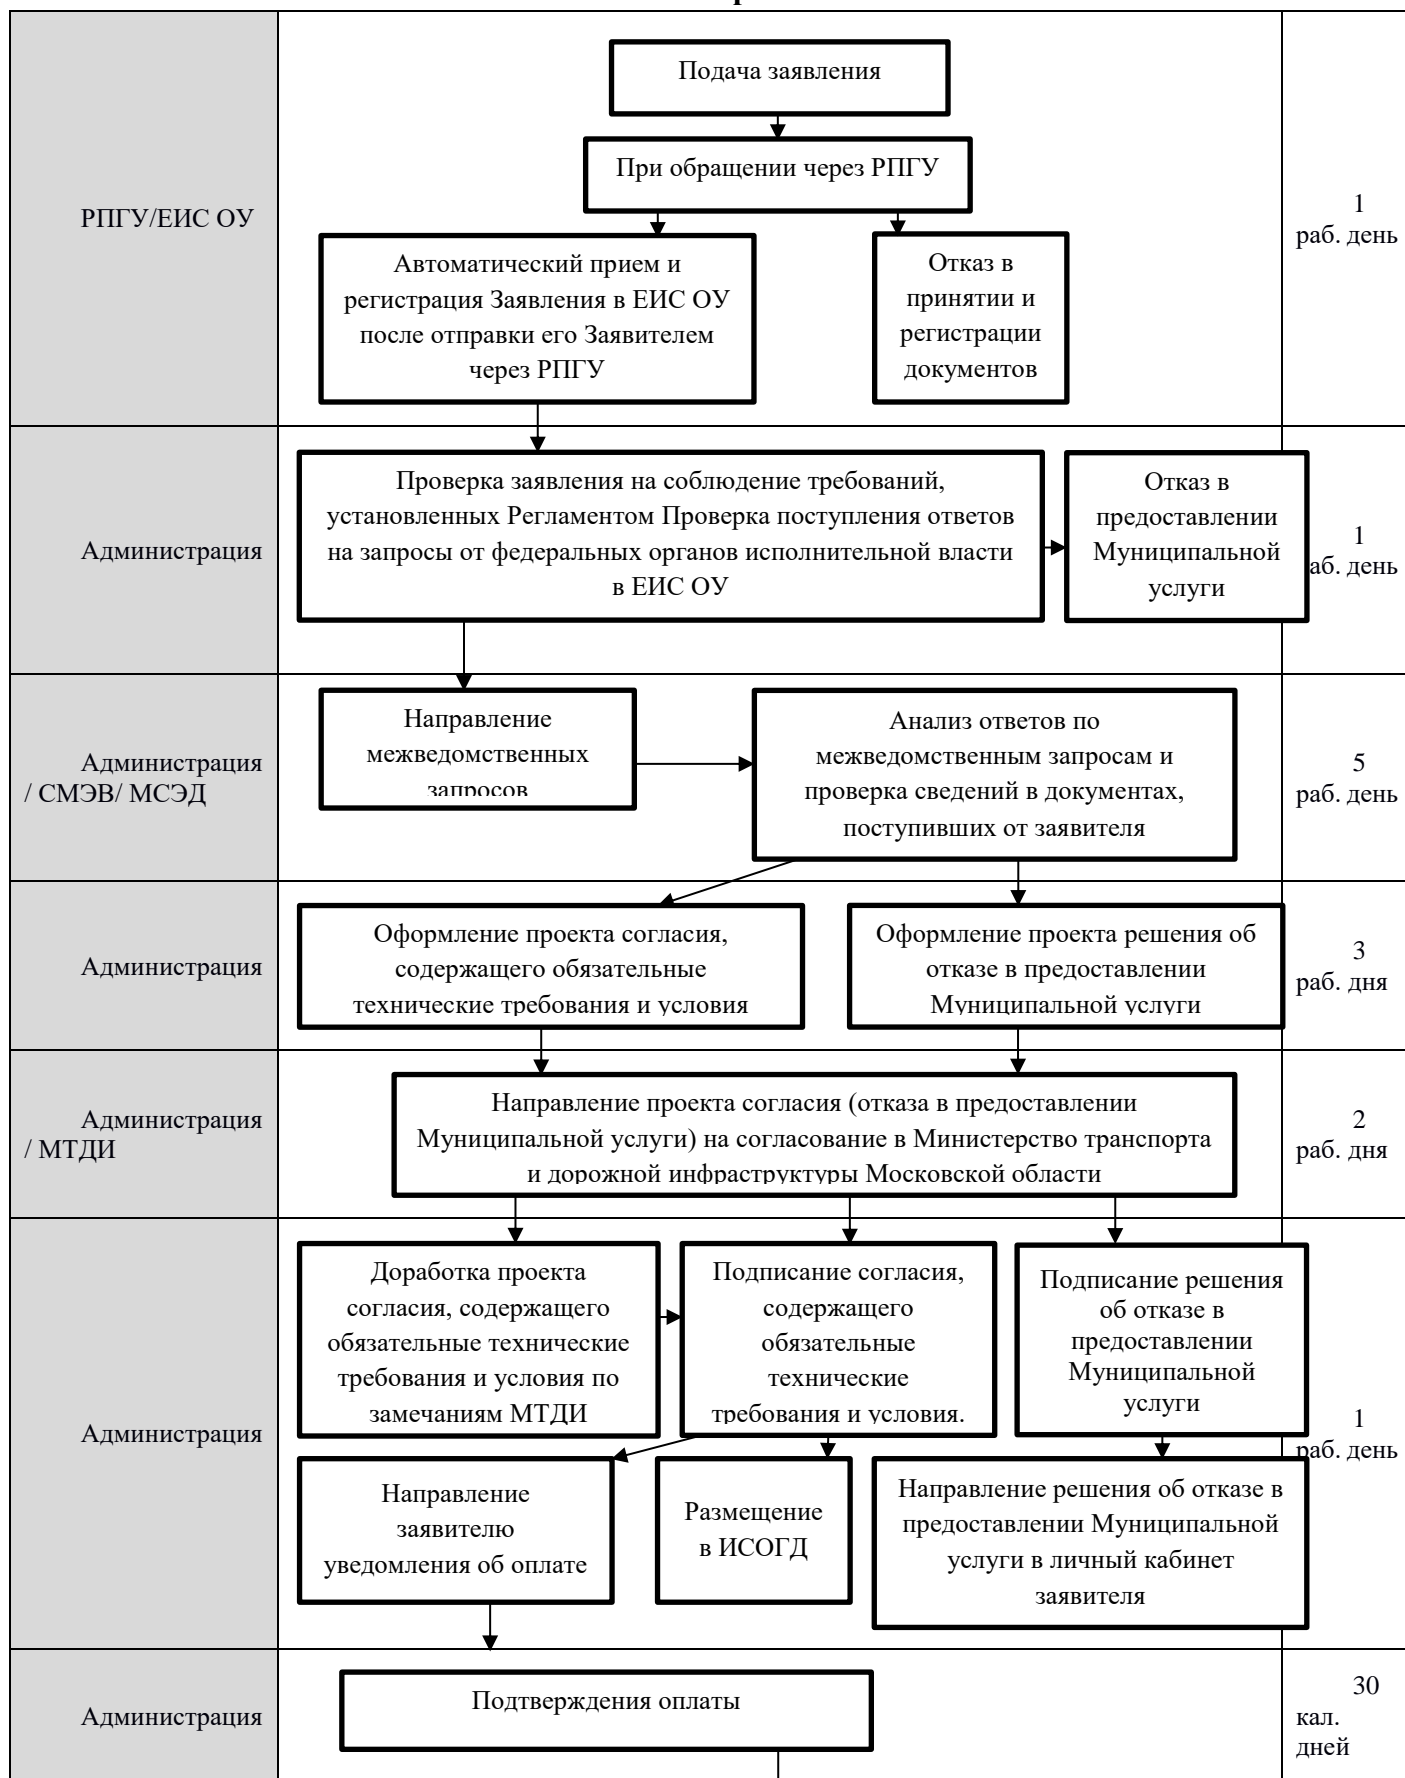 РПГУ/ЕИС ОУ
Подача заявления
При обращении через РПГУ
Автоматический прием и
регистрация Заявления в ЕИС ОУ
после отправки его Заявителем
через РПГУ
Отказ в
принятии и
регистрации
документов
1
раб. день
Администрация
Проверка заявления на соблюдение требований,
установленных Регламентом Проверка поступления ответов
на запросы от федеральных органов исполнительной власти
в ЕИС ОУ
Отказ в
предоставлении
Муниципальной
услуги
1
аб. день
Администрация
/ СМЭВ/ МСЭД
Направление
межведомственных
запросов
Анализ ответов по
межведомственным запросам и
проверка сведений в документах,
поступивших от заявителя
5
раб. день
Администрация
Оформление проекта согласия,
содержащего обязательные
технические требования и условия
Оформление проекта решения об
отказе в предоставлении
Муниципальной услуги
3
раб. дня
Администрация
/ МТДИ
Направление проекта согласия (отказа в предоставлении
Муниципальной услуги) на согласование в Министерство транспорта
и дорожной инфраструктуры Московской области
2
раб. дня
Администрация
Доработка проекта
согласия, содержащего
обязательные технические
требования и условия по
замечаниям МТДИ
Подписание согласия,
содержащего
обязательные
технические
требования и условия.
Подписание решения
об отказе в
предоставлении
Муниципальной
услуги
Направление
заявителю
уведомления об оплате
Размещение
в ИСОГД
Направление решения об отказе в
предоставлении Муниципальной
услуги в личный кабинет
заявителя
1
раб. день
Администрация
Подтверждения оплаты
30
кал.
дней